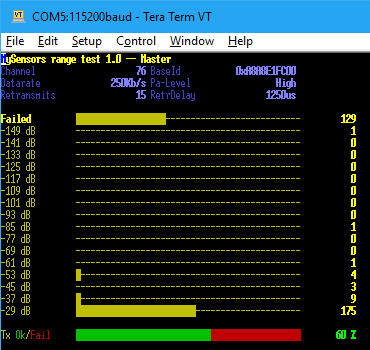 COM5:115200baud - Tera Term VT
File Edit Setup Control Window Help
MySensors range test 1.0 -- Master
Channel 76 BaseId 0xA8A8E1FC00
Datarate 250Kb/s Pa-Level High
Retransmits 15 RetrDelay 1250us
Failed 129
-149 dB 1
-141 dB 0
-133 dB 0
-125 dB 0
-117 dB 0
-109 dB 0
-101 dB 0
-93 dB 0
-85 dB 1
-77 dB 0
-69 dB 0
-61 dB 1
-53 dB 4
-45 dB 3
-37 dB 9
-29 dB 175
Tx Ok/Fail 60 %